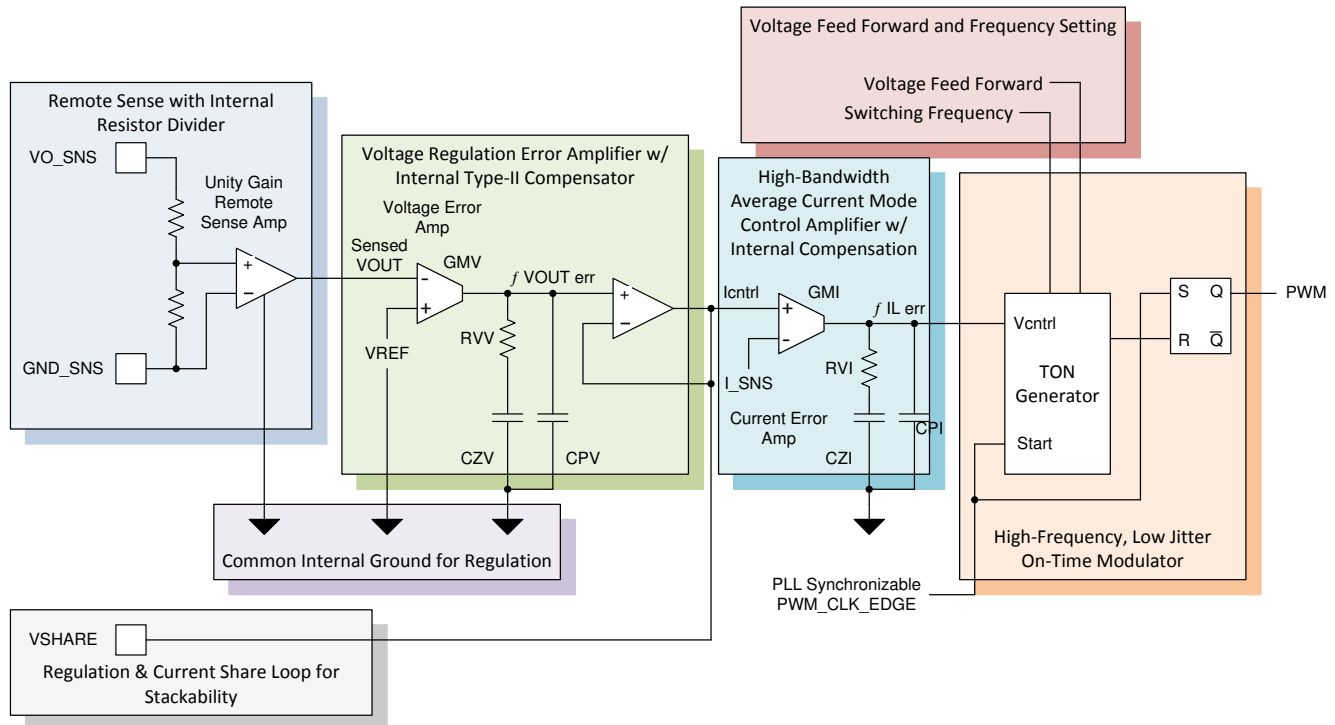 Voltage Feed Forward and Frequency Setting
Voltage Feed Forward
Switching Frequency
Remote Sense with Internal
Resistor Divider
VO_SNS
Unity Gain
Remote
Sense Amp
+
−
GND_SNS
Voltage Regulation Error Amplifier w/
Internal Type-II Compensator
Voltage Error
Amp
Sensed
VOUT
GMV
-
+
VREF
ƒ VOUT err
RVV
CZV
CPV
+
−
High-Bandwidth
Average Current Mode
Control Amplifier w/
Internal Compensation
Icntrl
GMI
+
-
I_SNS
ƒ IL err
RVI
Current Error
Amp
CPI
CZI
Vcntrl
TON
Generator
Start
S Q
R Q̅
PWM
High-Frequency, Low Jitter
On-Time Modulator
PLL Synchronizable
PWM_CLK_EDGE
Common Internal Ground for Regulation
VSHARE
Regulation & Current Share Loop for
Stackability